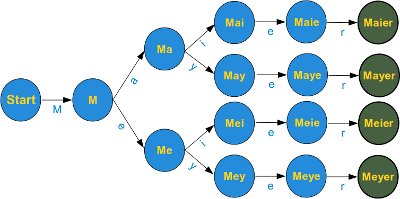 Mai e Maie r Maier
Ma i
y May e Maye r Mayer
a
Start M M
e Mei e Meie r Meier
Me i
y Mey e Meye r Meyer